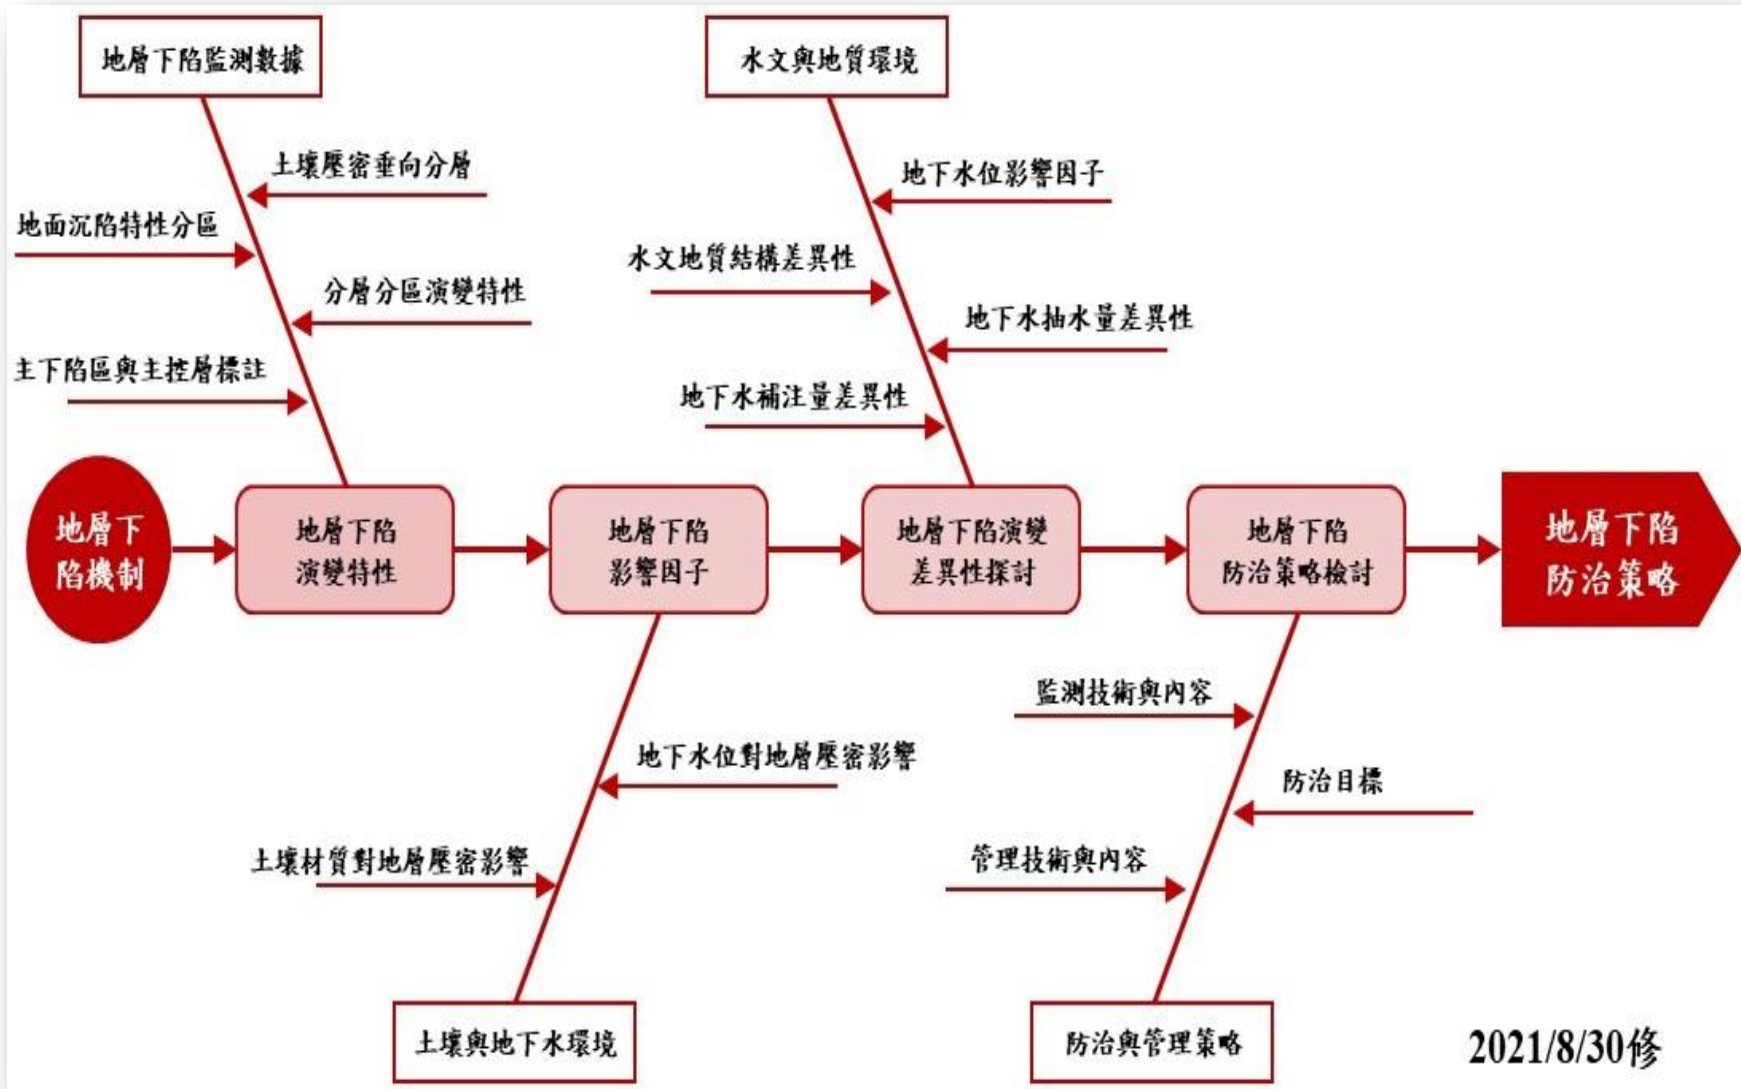 地層下陷監測數據
水文與地質環境
土壤壓密垂向分層
地面沉陷特性分區
分層分區演變特性
主下陷區與主控層標註
地下水位影響因子
水文地質結構差異性
地下水抽水量差異性
地下水補注量差異性
地層下
陷機制
地層下陷
演變特性
地層下陷
影響因子
地層下陷演變
差異性探討
地層下陷
防治策略檢討
地層下陷
防治策略
地下水位對地層壓密影響
土壤材質對地層壓密影響
土壤與地下水環境
監測技術與內容
防治目標
管理技術與內容
防治與管理策略
2021/8/30修